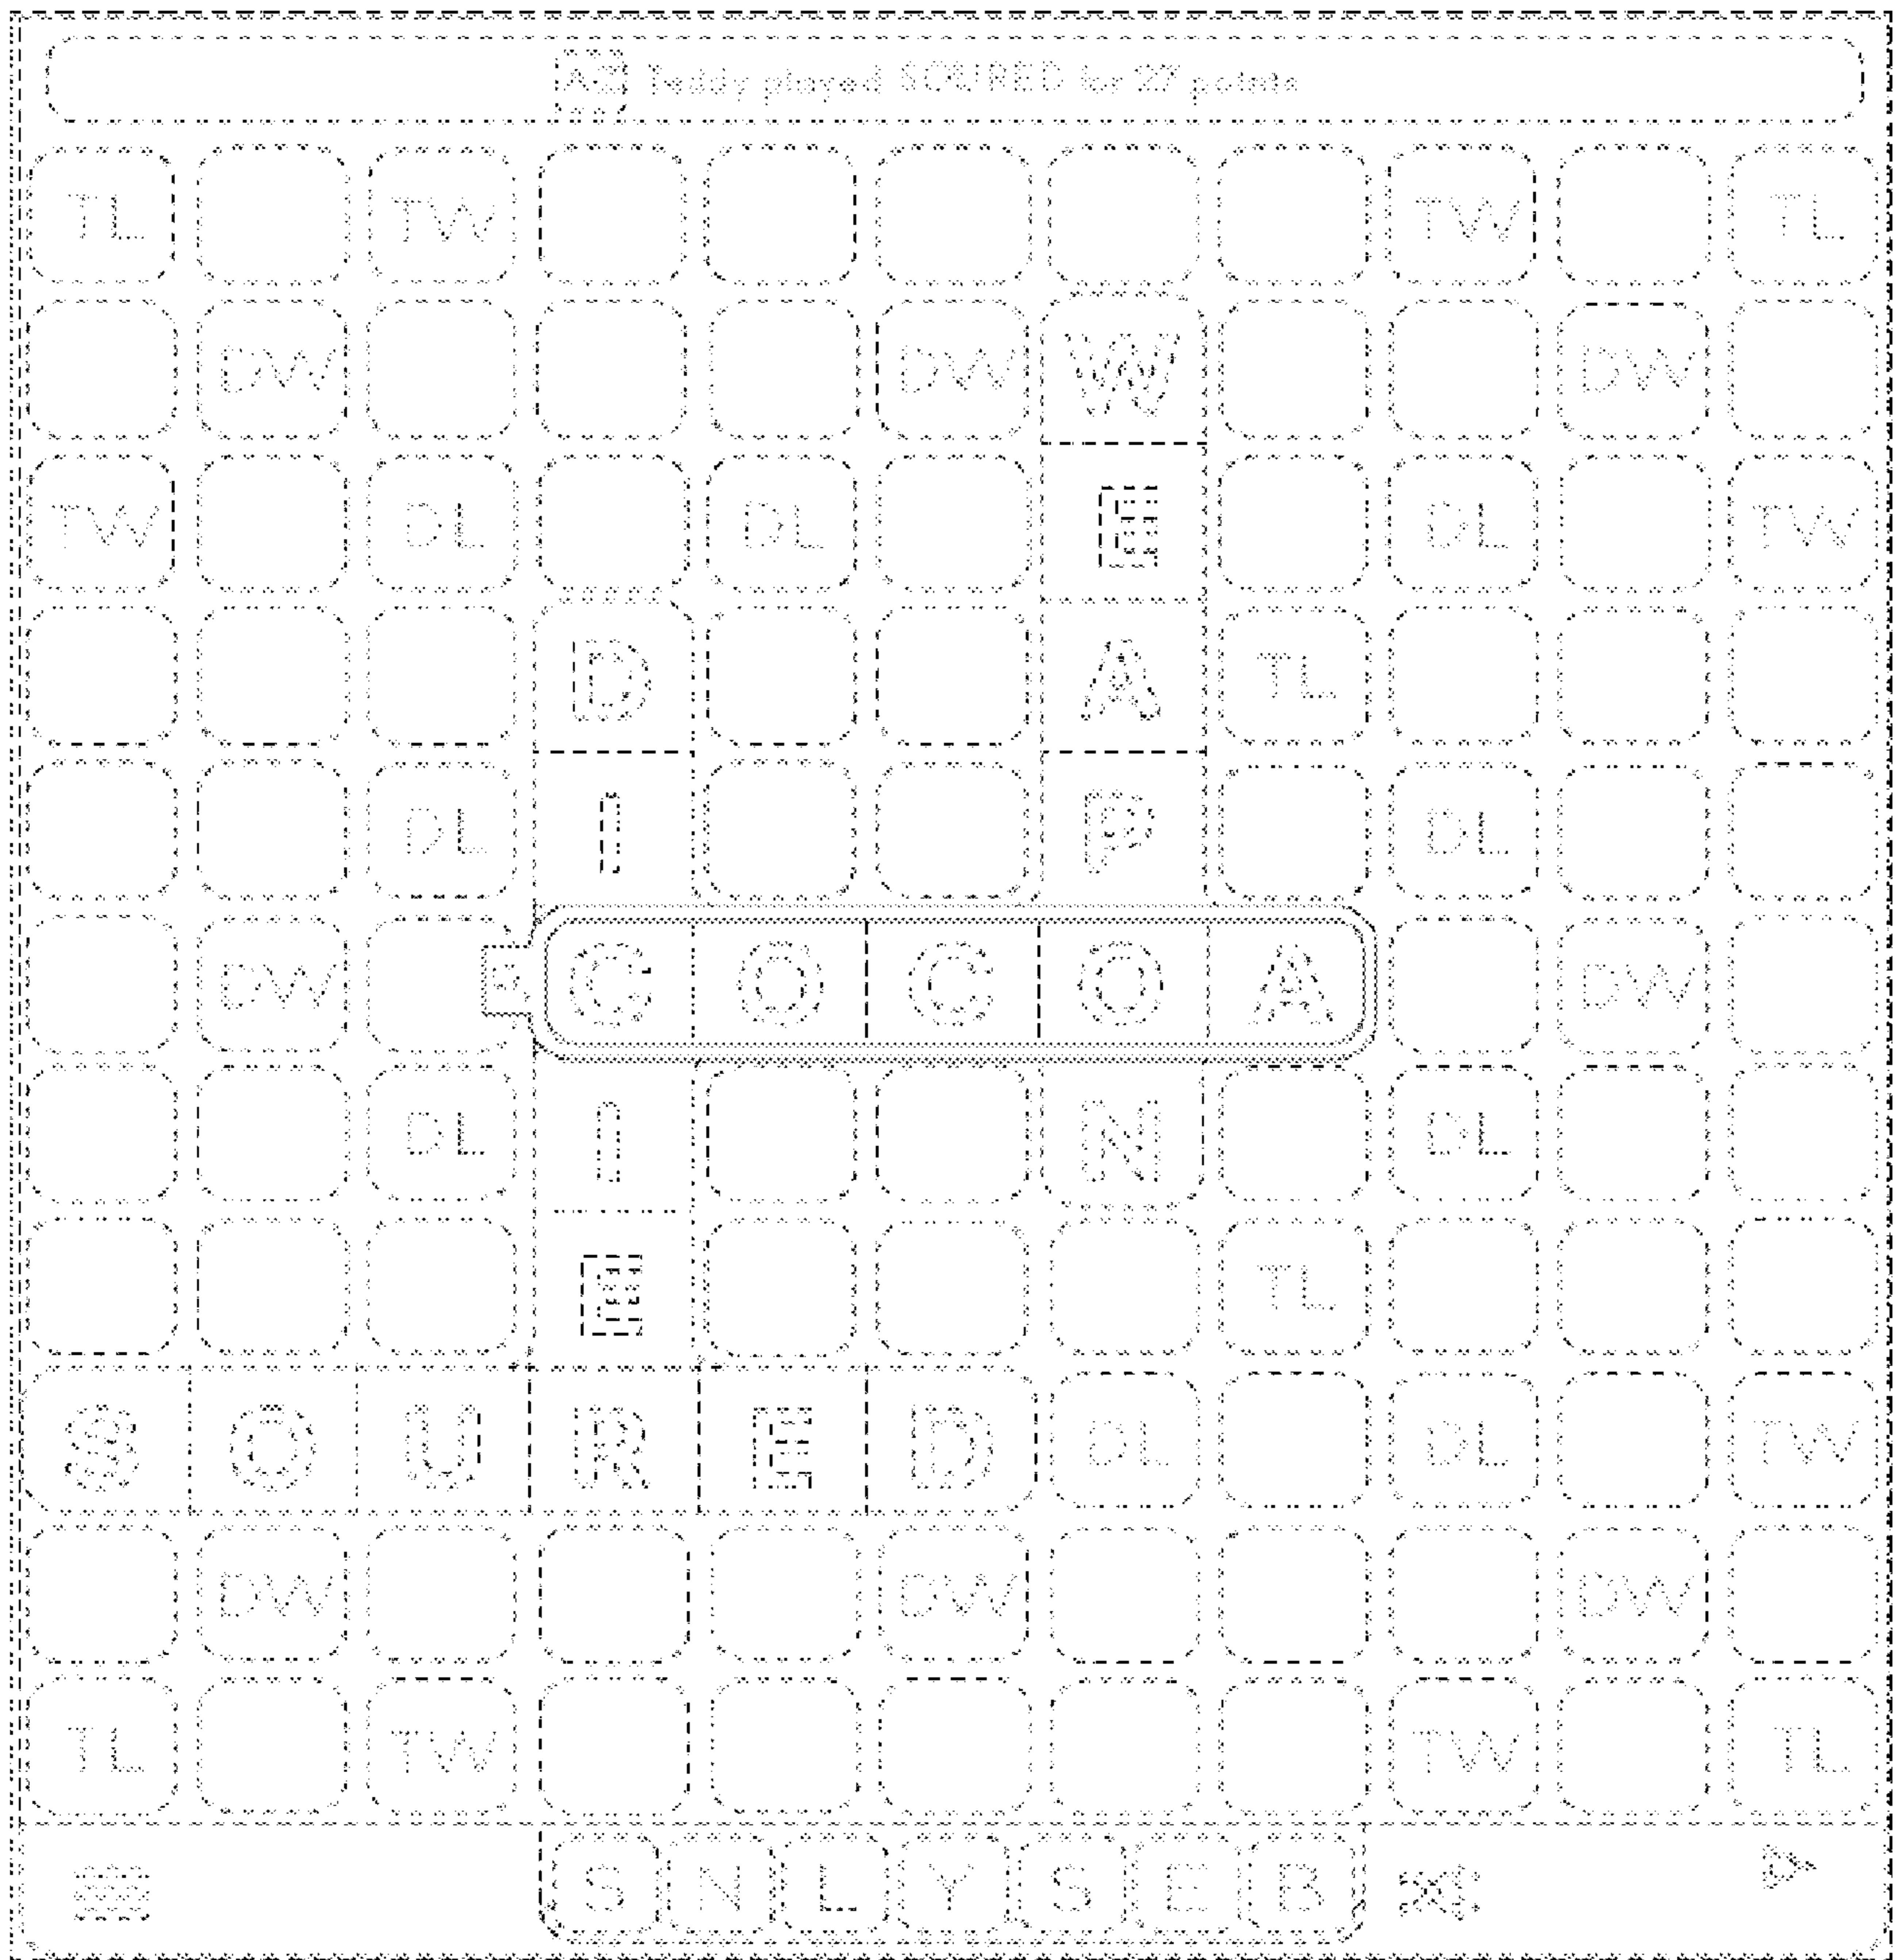 Teddy played SOURED for 27 points
TL TW TW TL
DW DW W DW
TW DL DL E DL TW
D A TL
DL I P DL
DW C O C O A DW
DL I N DL
E TL
S O U R E D DL DL TW
DW DW DW
TL TW TW TL
S N L Y S E B